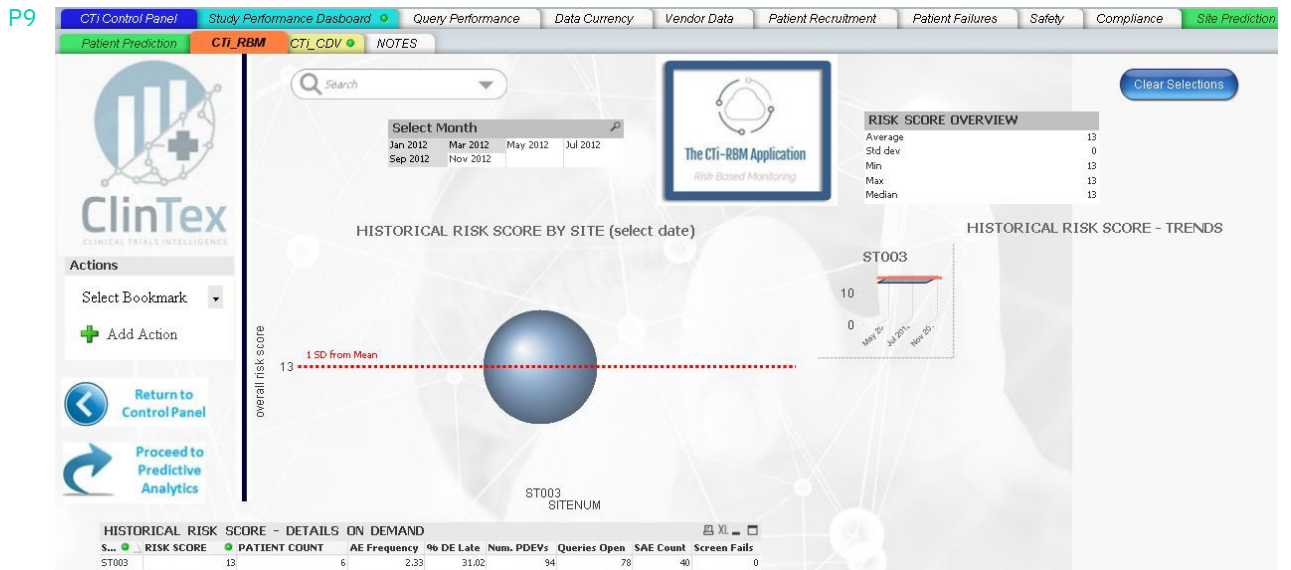 P9
CTi Control Panel Study Performance Dasboard Query Performance Data Currency Vendor Data Patient Recruitment Patient Failures Safety Compliance Site Prediction
Patient Prediction CTi_RBM CTi_CDV NOTES
Search
Clear Selections
Select Month
Jan 2012 Mar 2012 May 2012 Jul 2012
Sep 2012 Nov 2012
The CTi-RBM Application
Risk Based Monitoring
RISK SCORE OVERVIEW
Average 13
Std dev 0
Min 13
Max 13
Median 13
ClinTex
CLINICAL TRIALS INTELLIGENCE
Actions
Select Bookmark
Add Action
Return to
Control Panel
Proceed to
Predictive
Analytics
HISTORICAL RISK SCORE BY SITE (select date)
overall risk score
13
1 SD from Mean
ST003
SITENUM
HISTORICAL RISK SCORE - TRENDS
ST003
10
0
May 20.. Jul 201.. Nov 20..
HISTORICAL RISK SCORE - DETAILS ON DEMAND XL
S... RISK SCORE PATIENT COUNT AE Frequency % DE Late Num. PDEVs Queries Open SAE Count Screen Fails
ST003 13 6 2.33 31.02 94 78 40 0